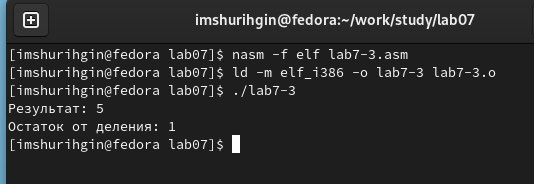 imshurihgin@fedora:~/work/study/lab07
[imshurihgin@fedora lab07]$ nasm -f elf lab7-3.asm
[imshurihgin@fedora lab07]$ ld -m elf_i386 -o lab7-3 lab7-3.o
[imshurihgin@fedora lab07]$ ./lab7-3
Результат: 5
Остаток от деления: 1
[imshurihgin@fedora lab07]$